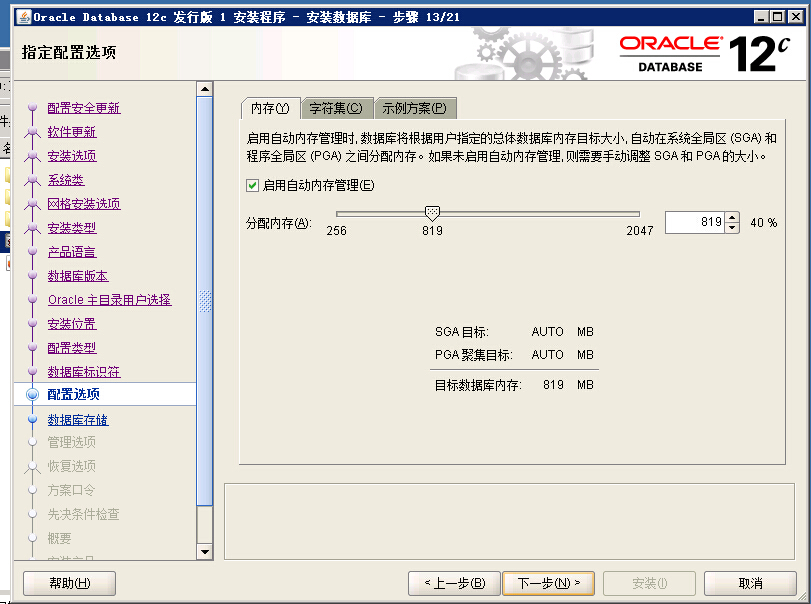 Oracle Database 12c 发行版 1 安装程序 - 安装数据库 - 步骤 13/21
指定配置选项
ORACLE®
DATABASE
12c
配置安全更新
软件更新
安装选项
系统类
网格安装选项
安装类型
产品语言
数据库版本
Oracle 主目录用户选择
安装位置
配置类型
数据库标识符
配置选项
数据库存储
管理选项
恢复选项
方案口令
先决条件检查
概要
内存(Y) 字符集(C) 示例方案(P)
启用自动内存管理时, 数据库将根据用户指定的总体数据库内存目标大小, 自动在系统全局区 (SGA) 和
程序全局区 (PGA) 之间分配内存。如果未启用自动内存管理, 则需要手动调整 SGA 和 PGA 的大小。
启用自动内存管理(E)
分配内存(A):
256 819 2047
819 40 %
SGA 目标: AUTO MB
PGA 聚集目标: AUTO MB
目标数据库内存: 819 MB
帮助(H) < 上一步(B) 下一步(N) > 安装(I) 取消